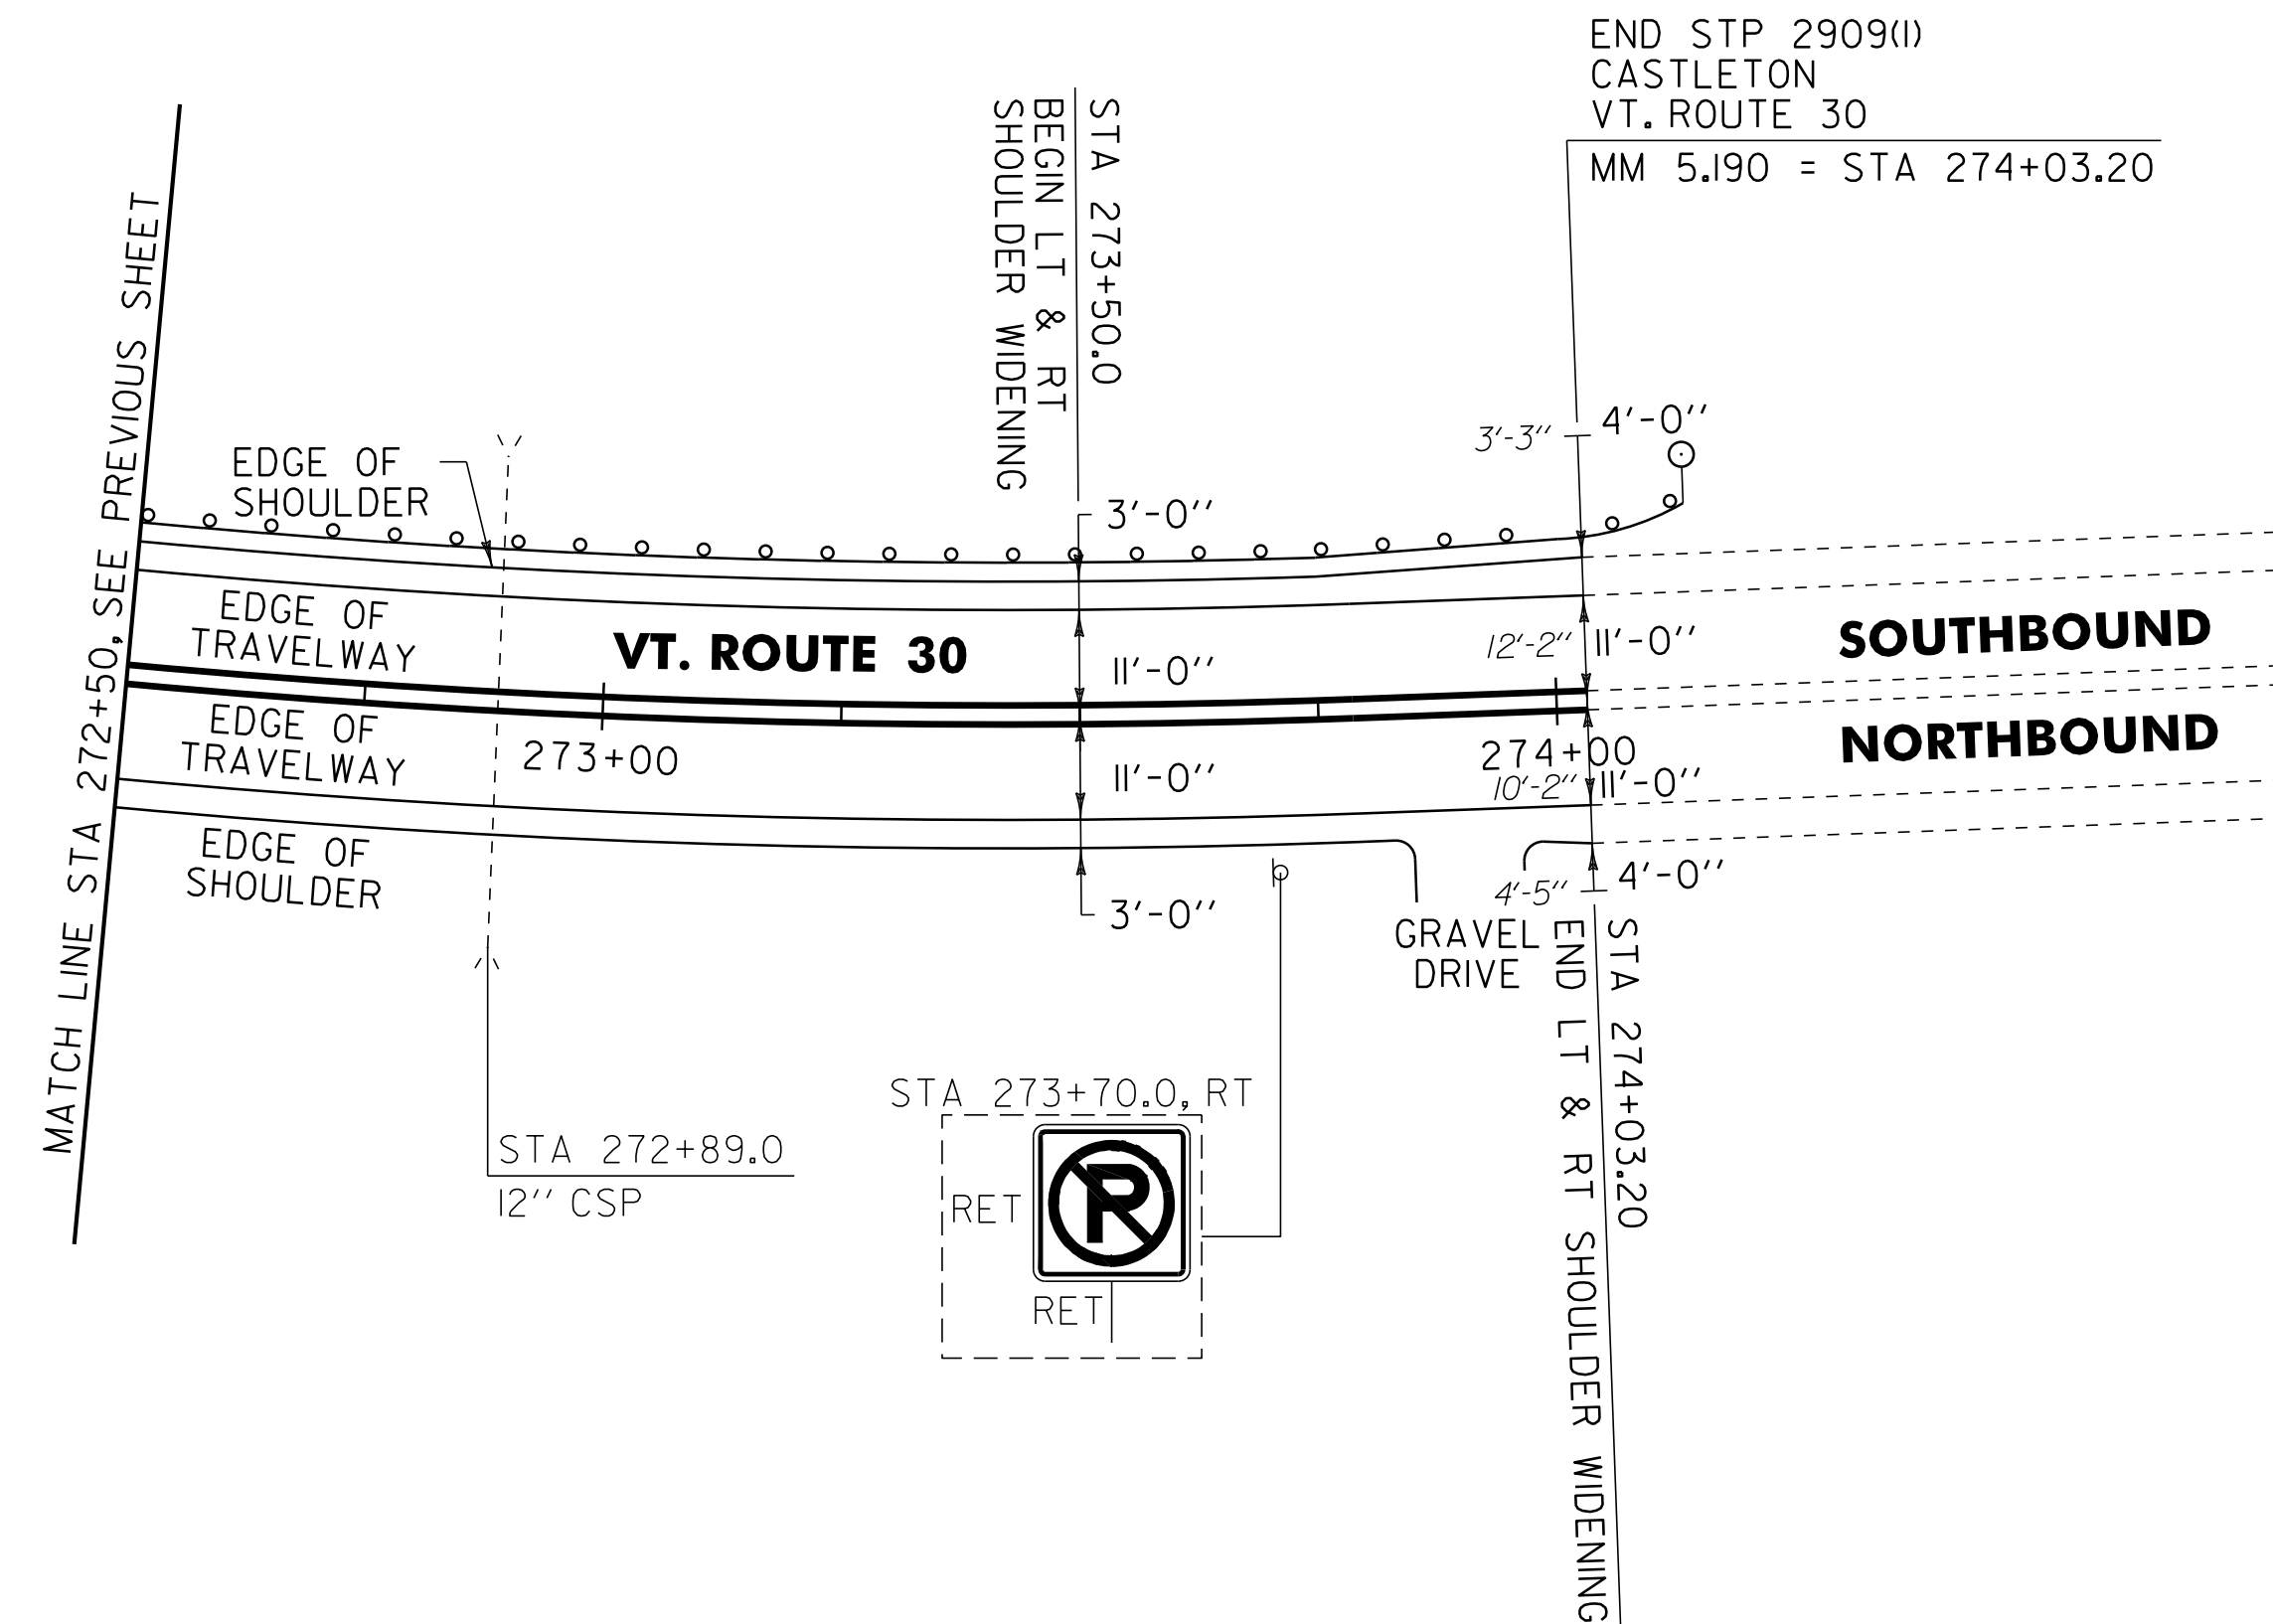 END STP 2909(1)
CASTLETON
VT. ROUTE 30
MM 5.190 = STA 274+03.20
MATCH LINE STA 272+50, SEE PREVIOUS SHEET
STA 273+50.0
BEGIN LT & RT
SHOULDER WIDENING
EDGE OF
SHOULDER
3'-0''
3'-3''
4'-0''
EDGE OF
TRAVELWAY
VT. ROUTE 30
11'-0''
12'-2''
11'-0''
SOUTHBOUND
EDGE OF
TRAVELWAY
273+00
11'-0''
274+00
10'-2''
11'-0''
NORTHBOUND
EDGE OF
SHOULDER
3'-0''
4'-5''
4'-0''
GRAVEL
DRIVE
STA 274+03.20
END LT & RT SHOULDER WIDENING
STA 272+89.0
12'' CSP
STA 273+70.0, RT
RET
P
RET